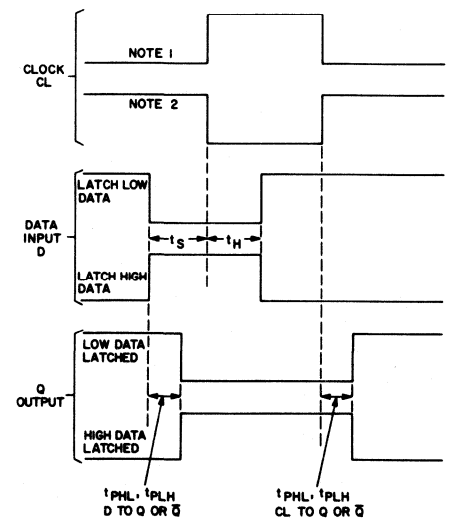 NOTE 1
CLOCK
CL
NOTE 2
LATCH LOW
DATA
DATA
INPUT
D
tS
tH
LATCH HIGH
DATA
LOW DATA
LATCHED
Q
OUTPUT
HIGH DATA
LATCHED
tPHL, tPLH
D TO Q OR Q̅
tPHL, tPLH
CL TO Q OR Q̅